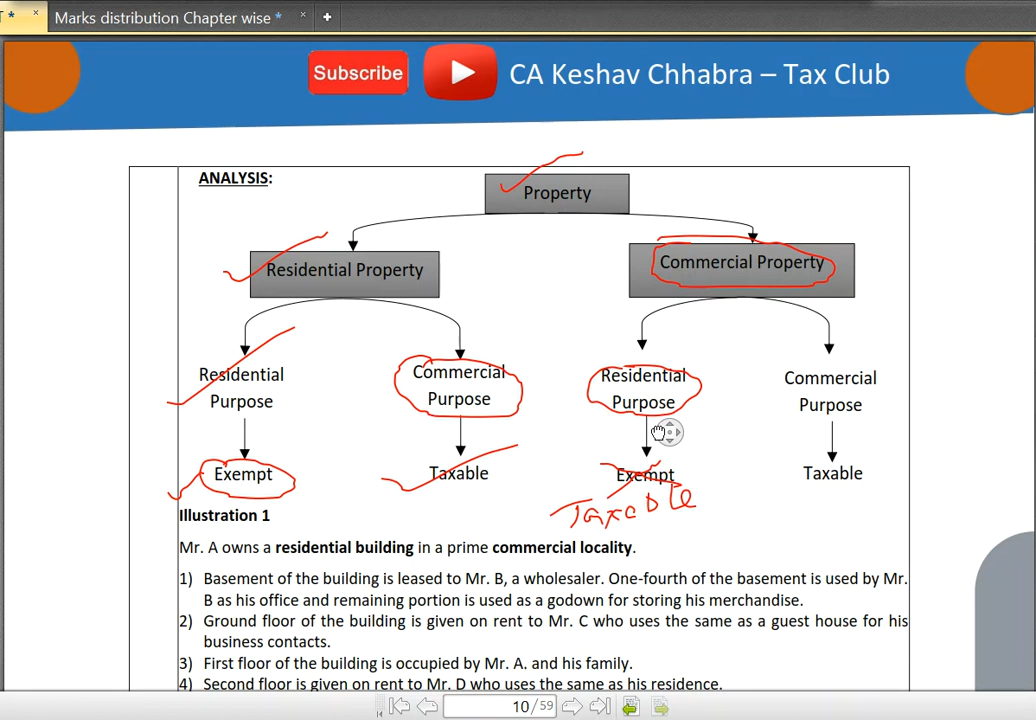 T *
Marks distribution Chapter wise *
Subscribe
CA Keshav Chhabra – Tax Club
ANALYSIS:
Property
Residential Property
Commercial Property
Residential
Purpose
Commercial
Purpose
Residential
Purpose
Commercial
Purpose
Exempt
Taxable
Exempt
Taxable
Taxable
Illustration 1
Mr. A owns a residential building in a prime commercial locality.
1) Basement of the building is leased to Mr. B, a wholesaler. One-fourth of the basement is used by Mr.
B as his office and remaining portion is used as a godown for storing his merchandise.
2) Ground floor of the building is given on rent to Mr. C who uses the same as a guest house for his
business contacts.
3) First floor of the building is occupied by Mr. A. and his family.
4) Second floor is given on rent to Mr. D who uses the same as his residence.
10 / 59